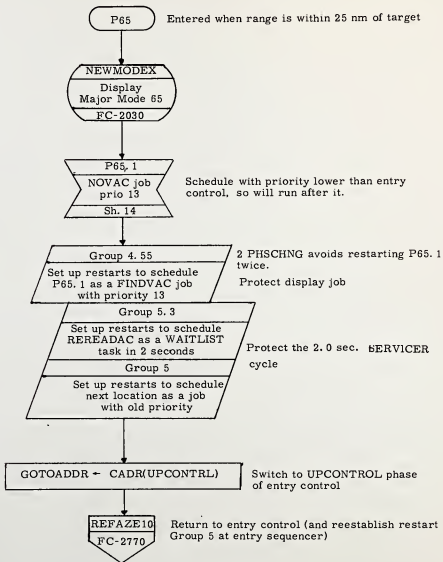 P65
Entered when range is within 25 nm of target
NEWMODEX
Display
Major Mode 65
FC-2030
P65.1
NOVAC job
prio 13
Sh. 14
Schedule with priority lower than entry
control, so will run after it.
Group 4.55
Set up restarts to schedule
P65.1 as a FINDVAC job
with priority 13
2 PHSCHNG avoids restarting P65.1
twice.
Protect display job
Group 5.3
Set up restarts to schedule
REREADAC as a WAITLIST
task in 2 seconds
Protect the 2.0 sec. SERVICER
cycle
Group 5
Set up restarts to schedule
next location as a job
with old priority
GOTOADDR ← CADR(UPCONTRL)
Switch to UPCONTROL phase
of entry control
REFAZE10
FC-2770
Return to entry control (and reestablish restart
Group 5 at entry sequencer)